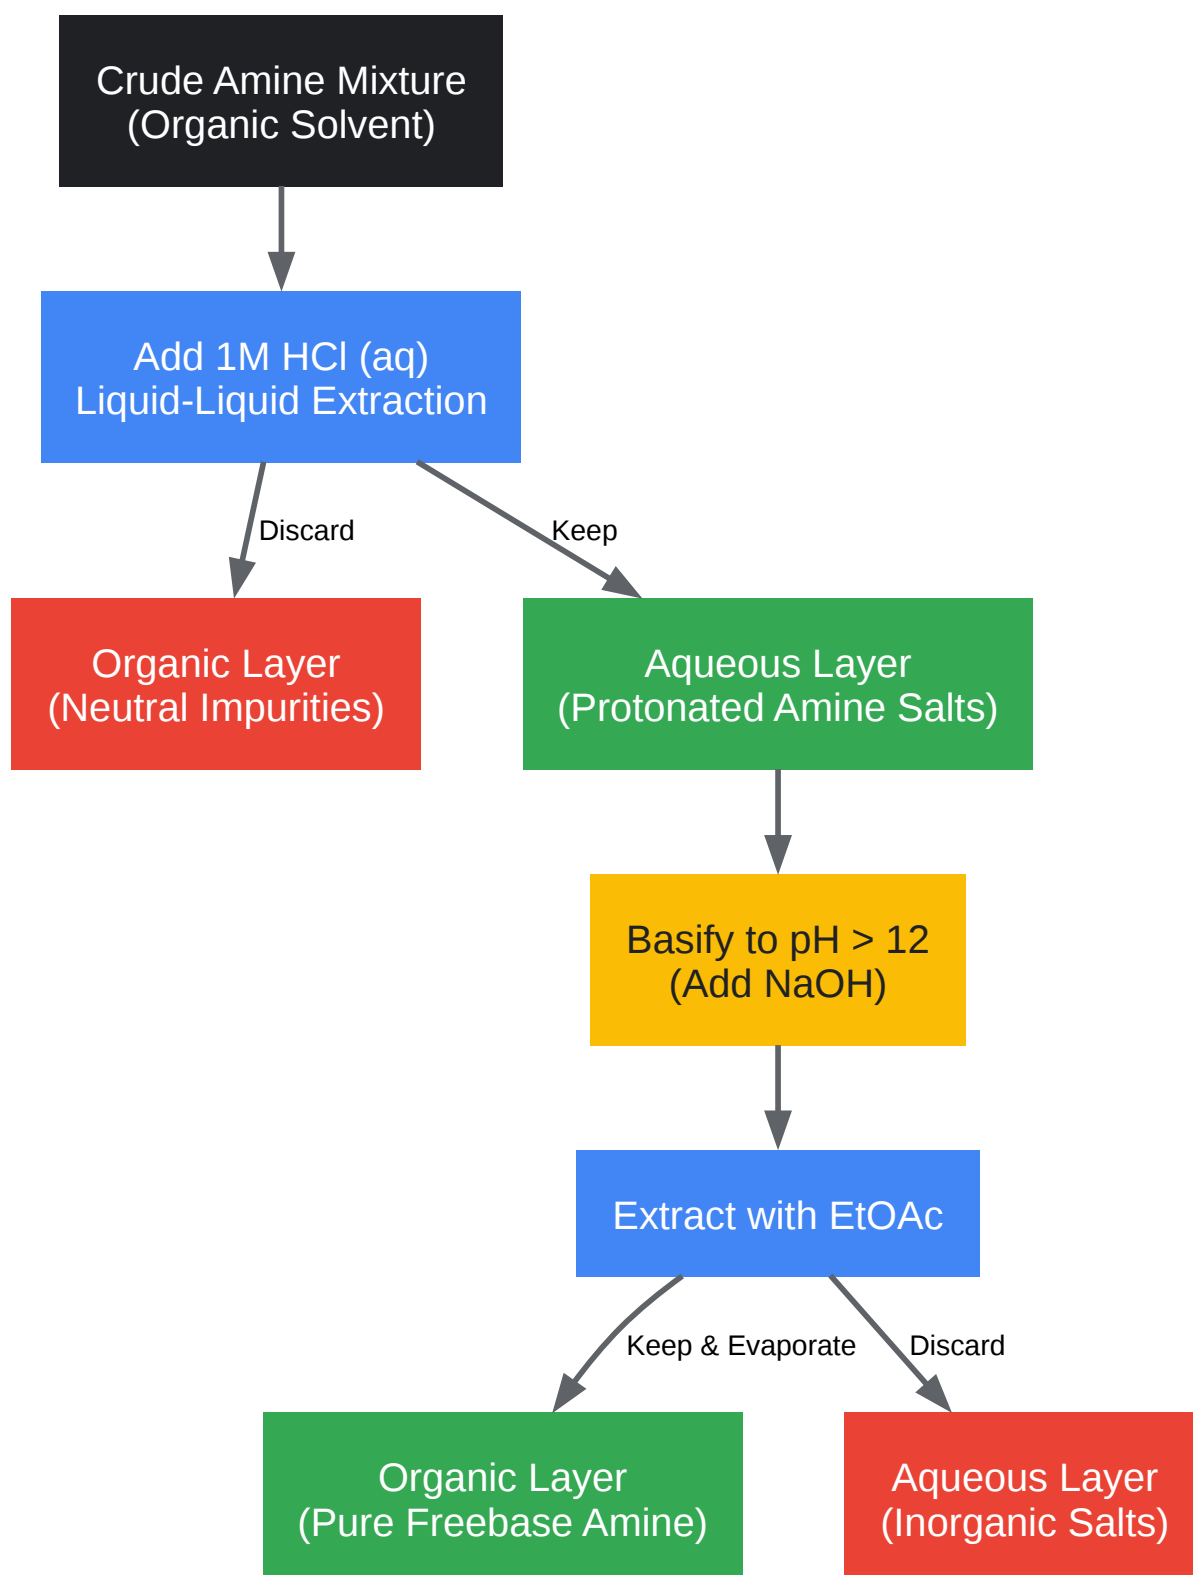 Crude Amine Mixture
(Organic Solvent)
Add 1M HCl (aq)
Liquid-Liquid Extraction
Discard
Keep
Organic Layer
(Neutral Impurities)
Aqueous Layer
(Protonated Amine Salts)
Basify to pH > 12
(Add NaOH)
Extract with EtOAc
Keep & Evaporate
Discard
Organic Layer
(Pure Freebase Amine)
Aqueous Layer
(Inorganic Salts)